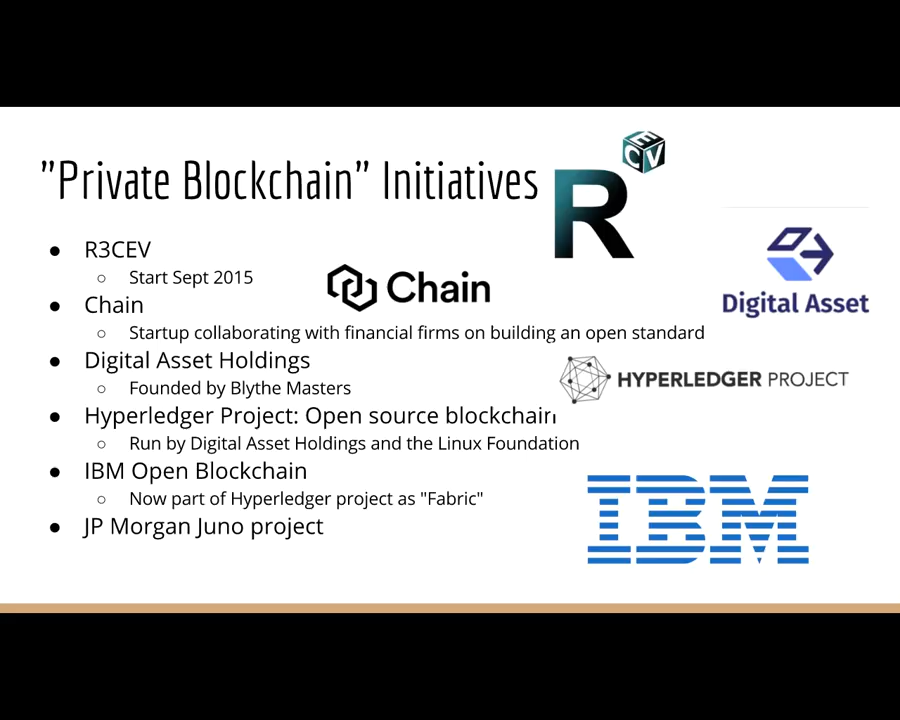 "Private Blockchain" Initiatives
R
CEV
● R3CEV
○ Start Sept 2015
Chain
Digital Asset
● Chain
○ Startup collaborating with financial firms on building an open standard
● Digital Asset Holdings
○ Founded by Blythe Masters
HYPERLEDGER PROJECT
● Hyperledger Project: Open source blockchain
○ Run by Digital Asset Holdings and the Linux Foundation
● IBM Open Blockchain
○ Now part of Hyperledger project as "Fabric"
IBM
● JP Morgan Juno project